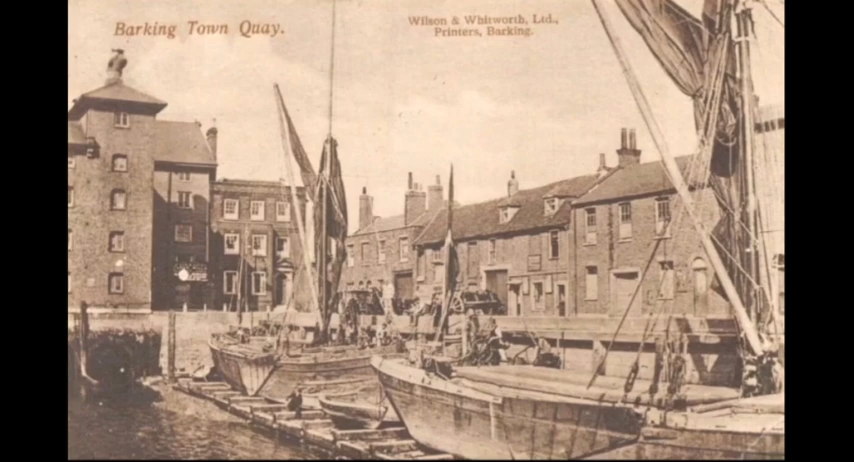 Barking Town Quay.
Wilson & Whitworth, Ltd.,
Printers, Barking.